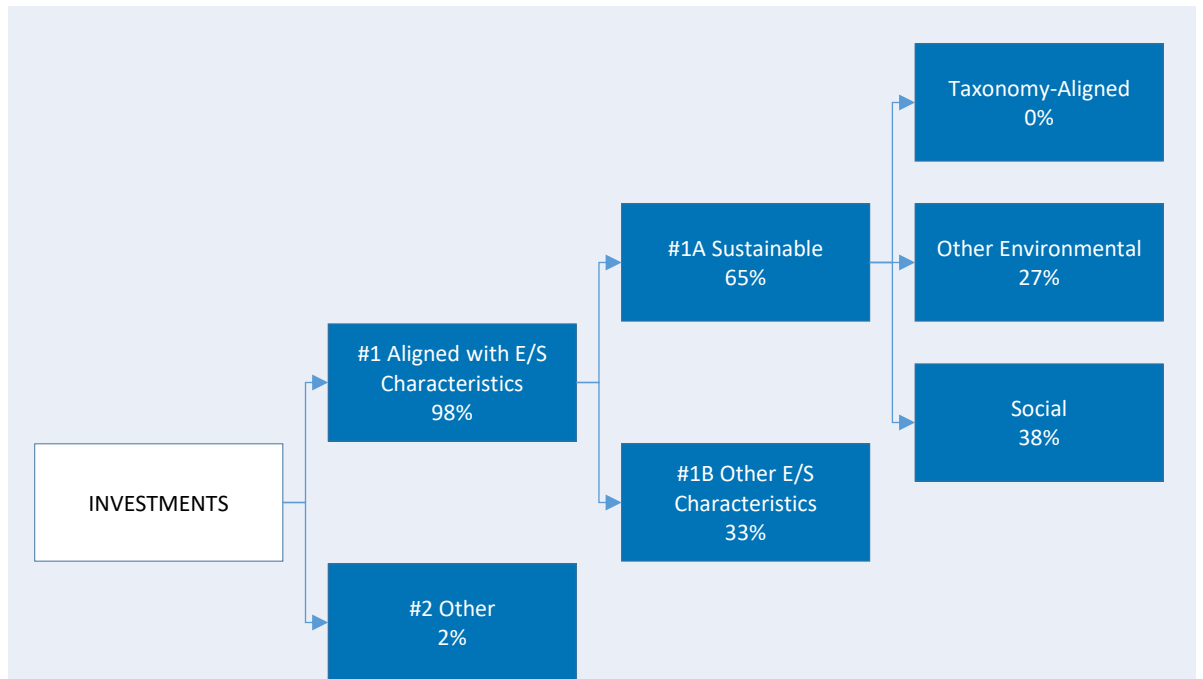 INVESTMENTS
#1 Aligned with E/S
Characteristics
98%
#2 Other
2%
#1A Sustainable
65%
#1B Other E/S
Characteristics
33%
Taxonomy-Aligned
0%
Other Environmental
27%
Social
38%